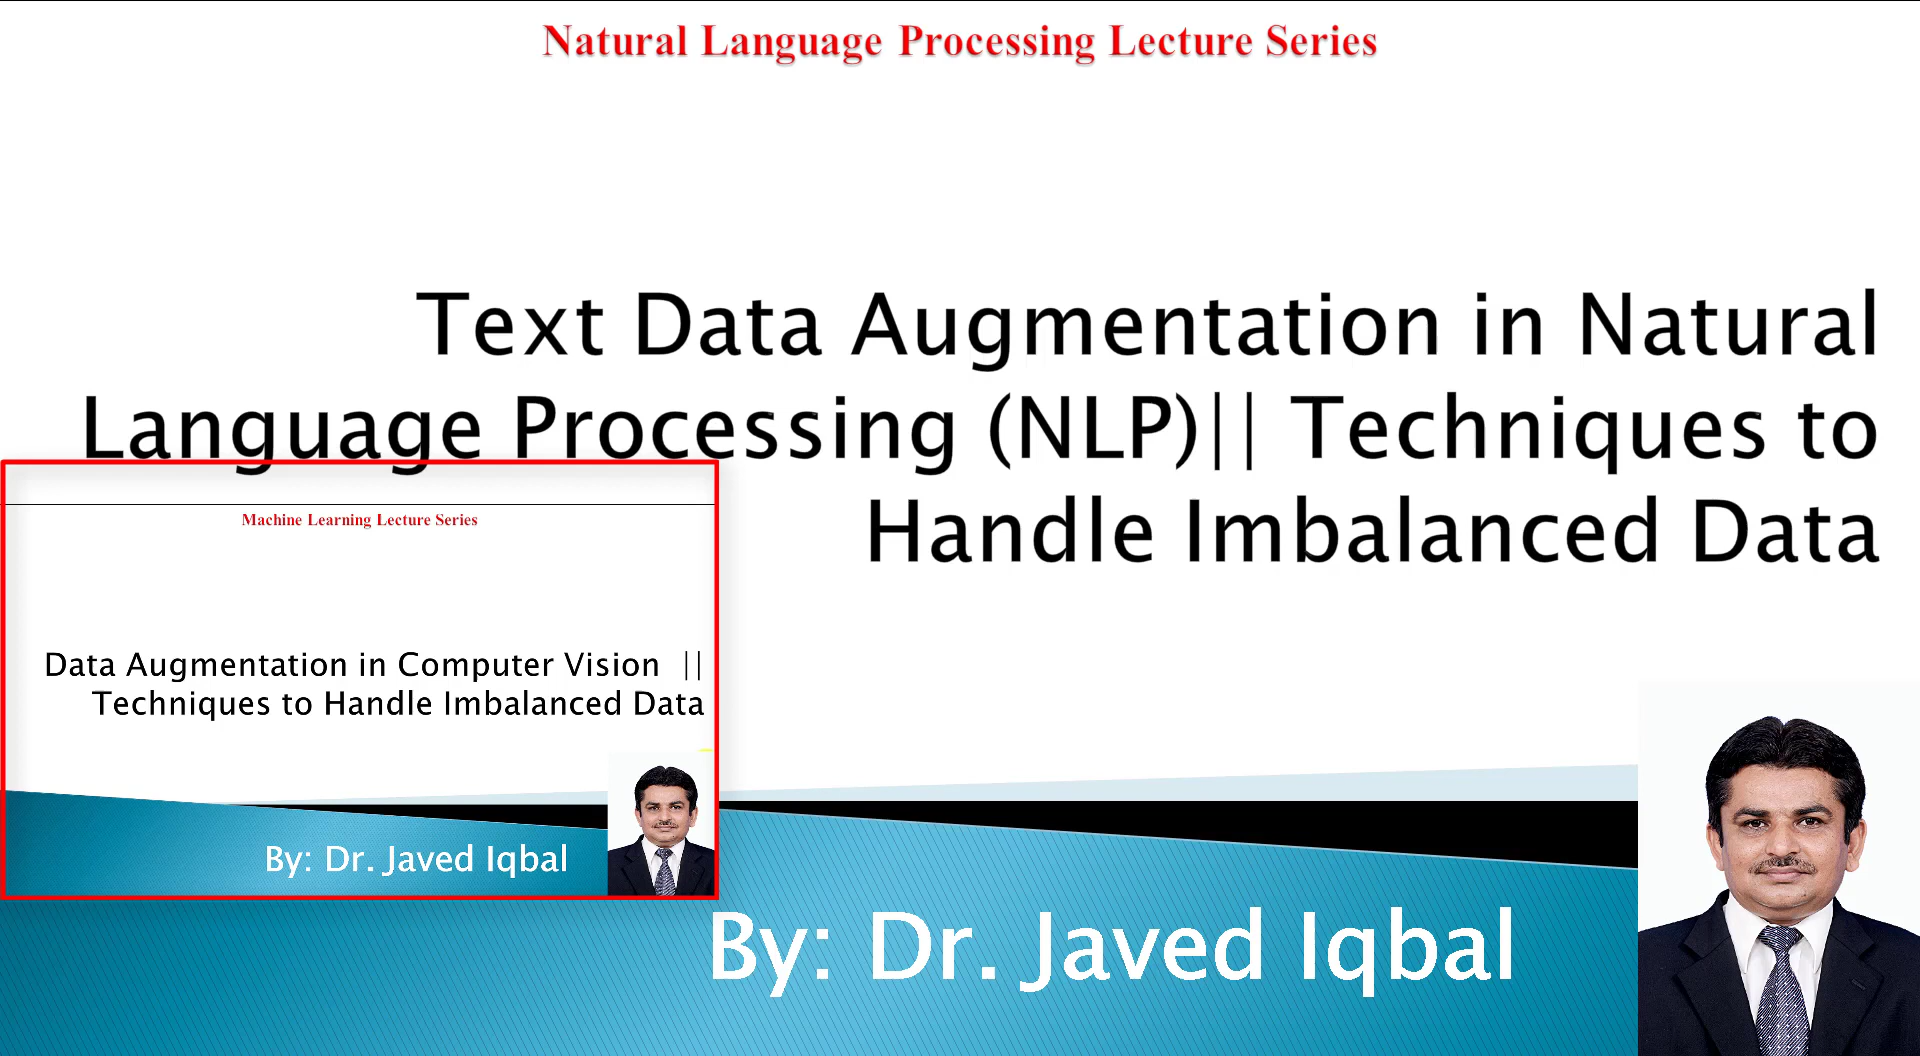 Natural Language Processing Lecture Series
Text Data Augmentation in Natural
Language Processing (NLP)|| Techniques to
Handle Imbalanced Data
Machine Learning Lecture Series
Data Augmentation in Computer Vision ||
Techniques to Handle Imbalanced Data
By: Dr. Javed Iqbal
By: Dr. Javed Iqbal